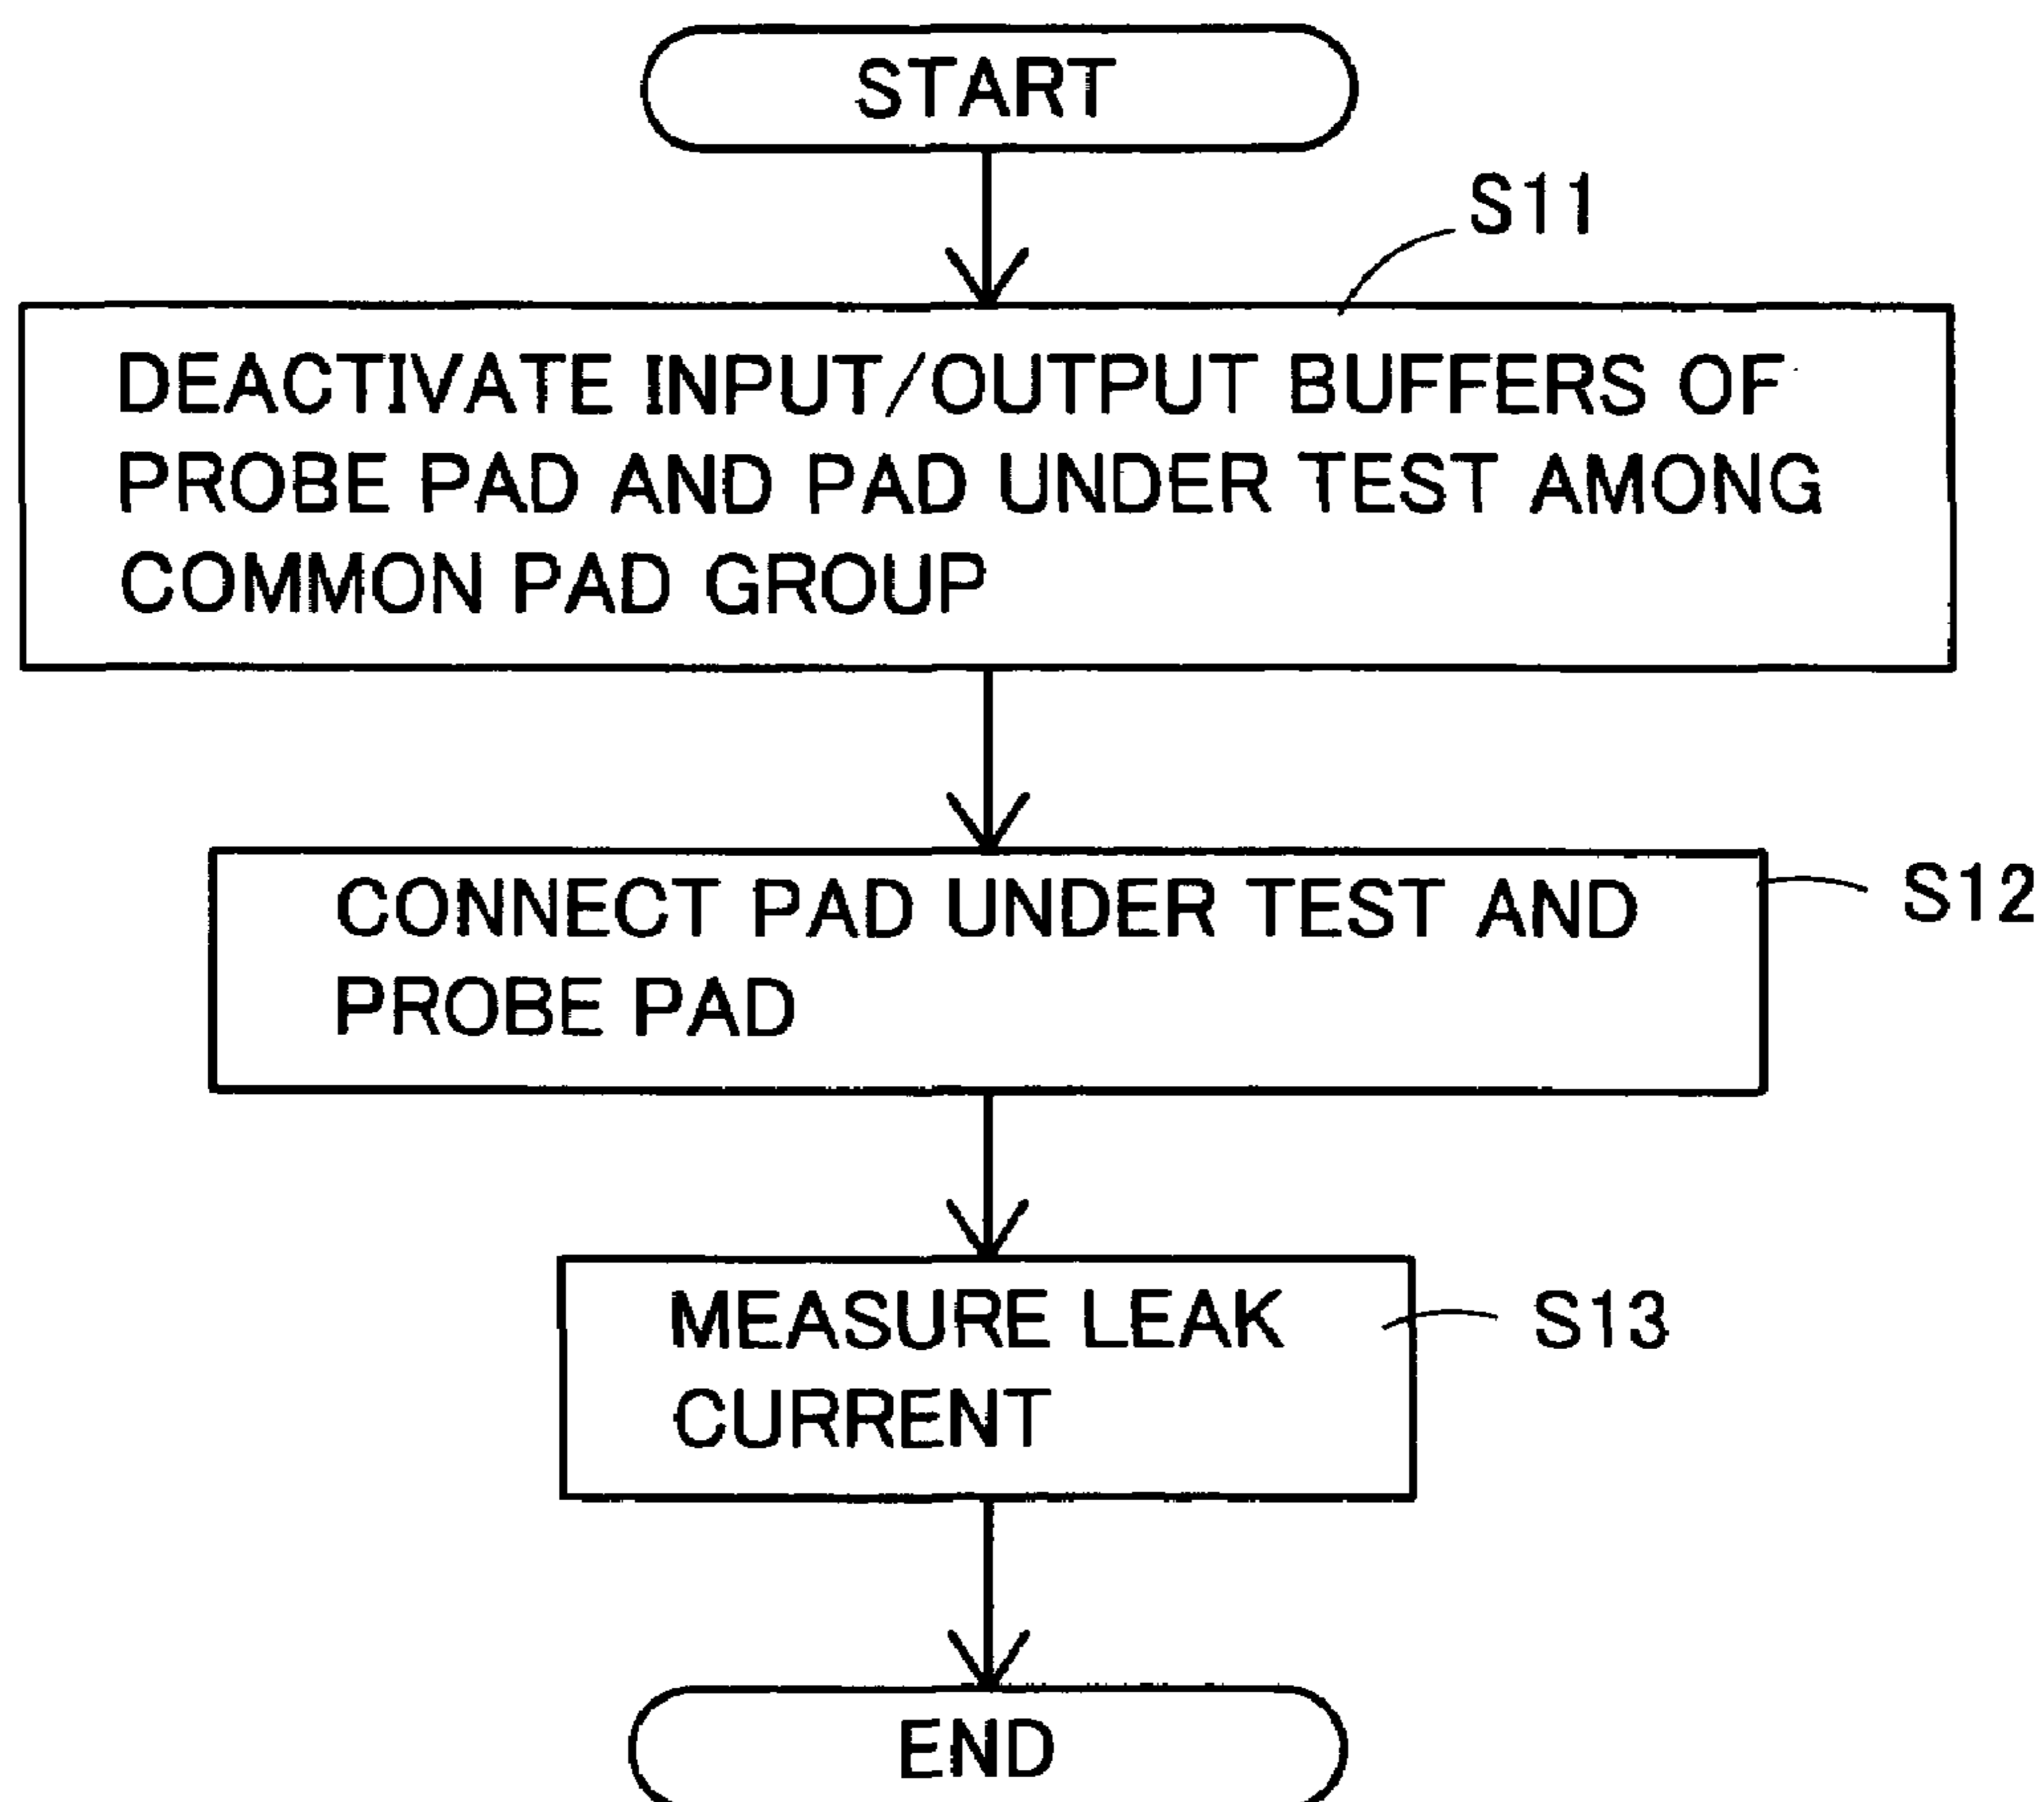 START
S11
DEACTIVATE INPUT/OUTPUT BUFFERS OF
PROBE PAD AND PAD UNDER TEST AMONG
COMMON PAD GROUP
CONNECT PAD UNDER TEST AND
PROBE PAD
S12
MEASURE LEAK
CURRENT
S13
END